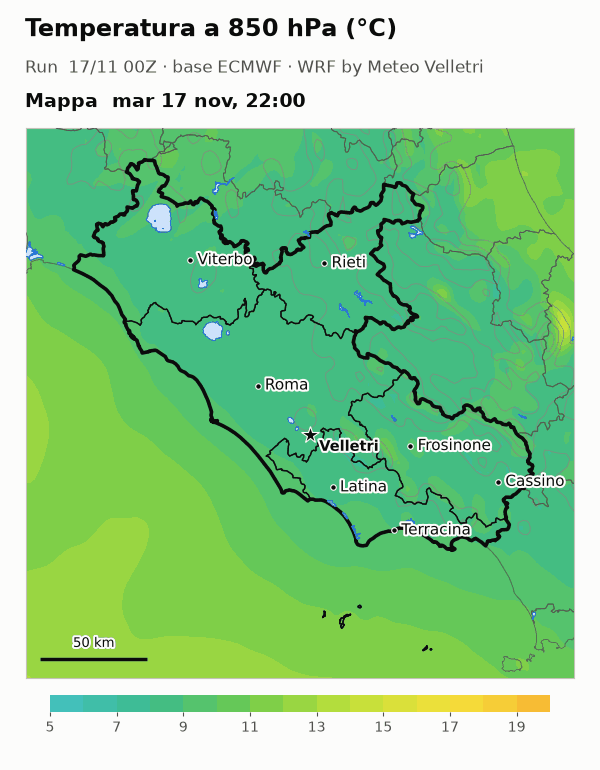 Temperatura a 850 hPa (°C)
Run  17/11 00Z · base ECMWF · WRF by Meteo Velletri
Mappa  mar 17 nov, 22:00
Viterbo
Rieti
Roma
Velletri
Frosinone
Cassino
Latina
Terracina
50 km
5 7 9 11 13 15 17 19